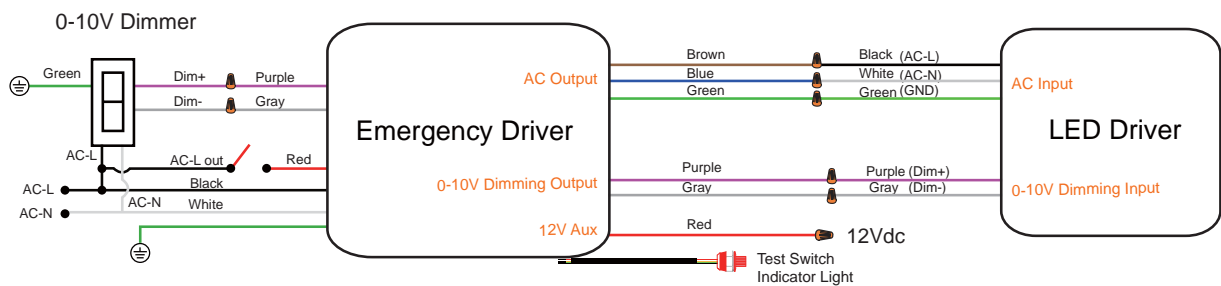 0-10V Dimmer
Green
Dim+
Purple
Dim-
Gray
AC-L
AC-L out
Red
AC-L
Black
AC-N
AC-N
White
Emergency Driver
AC Output
0-10V Dimming Output
12V Aux
Brown
Black (AC-L)
Blue
White (AC-N)
Green
Green (GND)
Purple
Purple (Dim+)
Gray
Gray (Dim-)
Red
12Vdc
Test Switch
Indicator Light
AC Input
LED Driver
0-10V Dimming Input